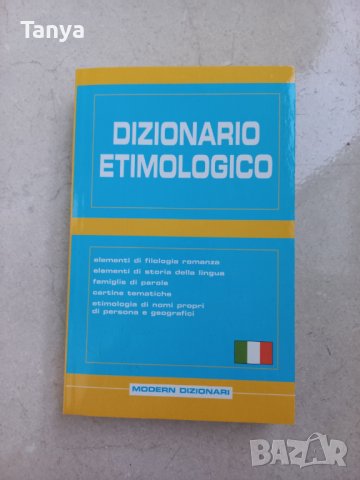 Tanya
DIZIONARIO
ETIMOLOGICO
elementi di filologia romanza
elementi di storia della lingua
famiglie di parole
cartine tematiche
etimologia di nomi propri
di persona e geografici
MODERN DIZIONARI
BAZAR